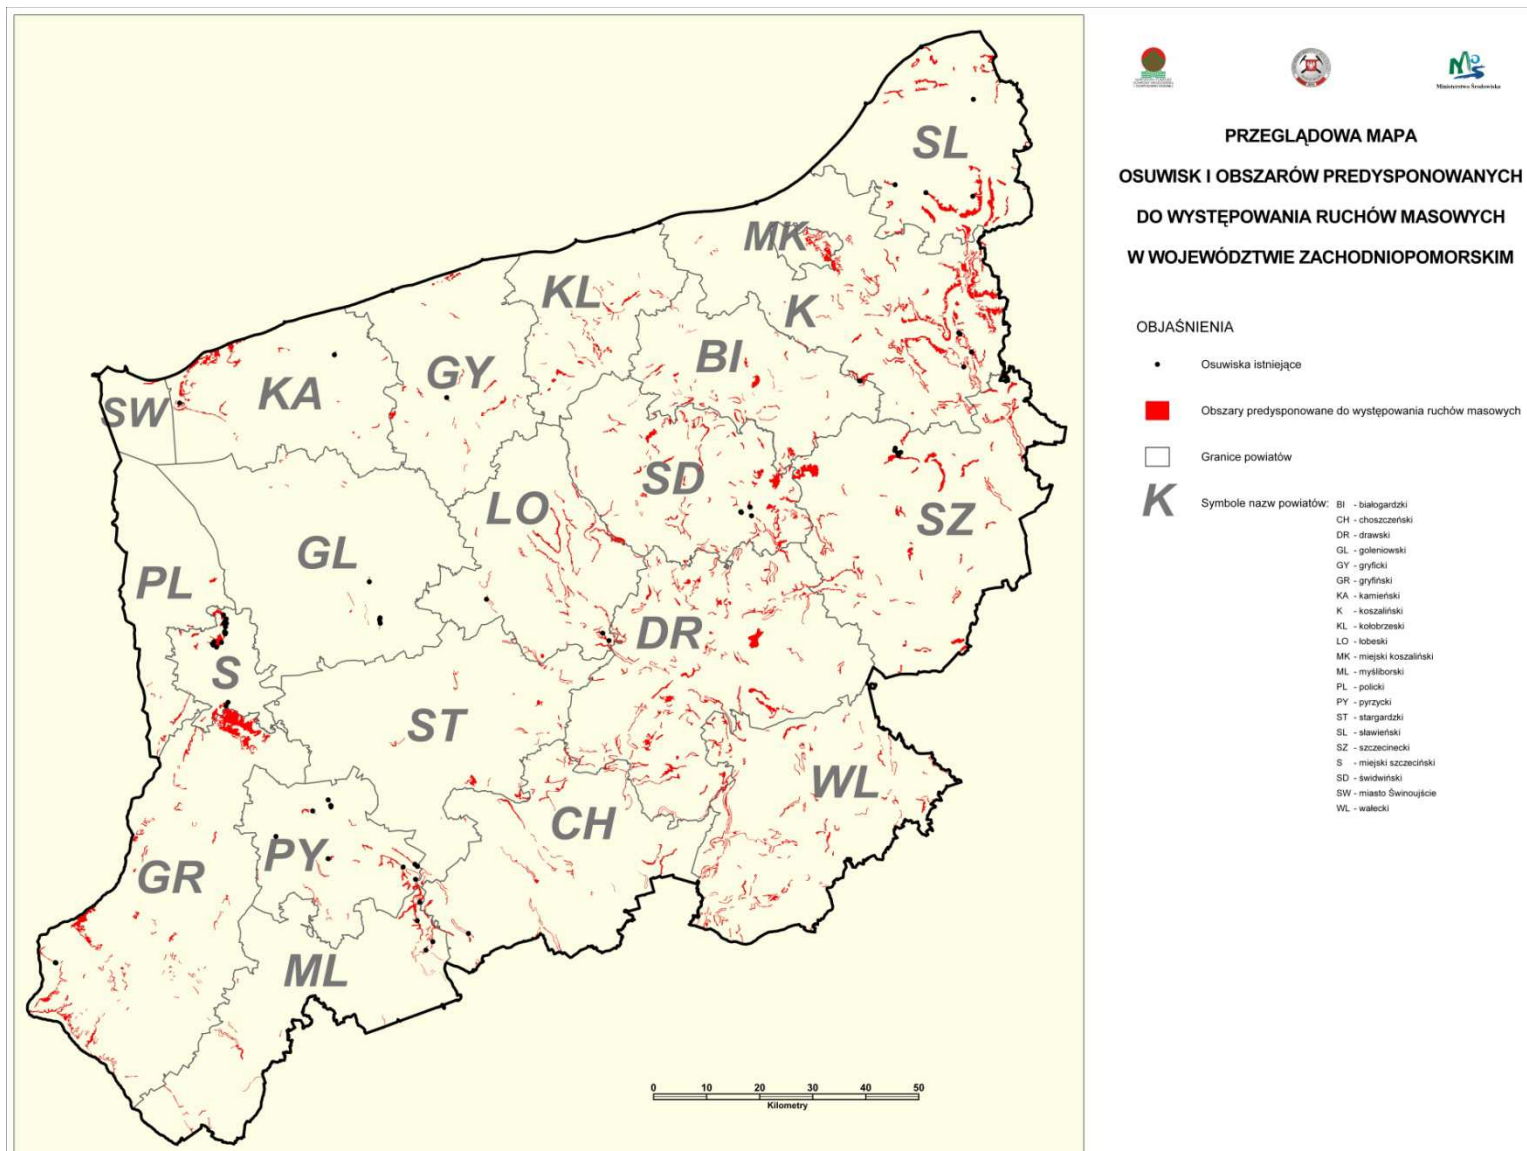 SL
MK
KL
K
BI
GY
KA
SW
SD
LO
SZ
GL
PL
DR
S
ST
WL
CH
PY
GR
ML
0 10 20 30 40 50
Kilometry
Ministerstwo Środowiska
PRZEGLĄDOWA MAPA
OSUWISK I OBSZARÓW PREDYSPONOWANYCH
DO WYSTĘPOWANIA RUCHÓW MASOWYCH
W WOJEWÓDZTWIE ZACHODNIOPOMORSKIM
OBJAŚNIENIA
Osuwiska istniejące
Obszary predysponowane do występowania ruchów masowych
Granice powiatów
K Symbole nazw powiatów: BI - białogardzki
CH - choszczeński
DR - drawski
GL - goleniowski
GY - gryficki
GR - gryfiński
KA - kamieński
K - koszaliński
KL - kołobrzeski
LO - łobeski
MK - miejski koszaliński
ML - myśliborski
PL - policki
PY - pyrzycki
ST - stargardzki
SL - sławieński
SZ - szczecinecki
S - miejski szczeciński
SD - świdwiński
SW - miasto Świnoujście
WL - wałecki